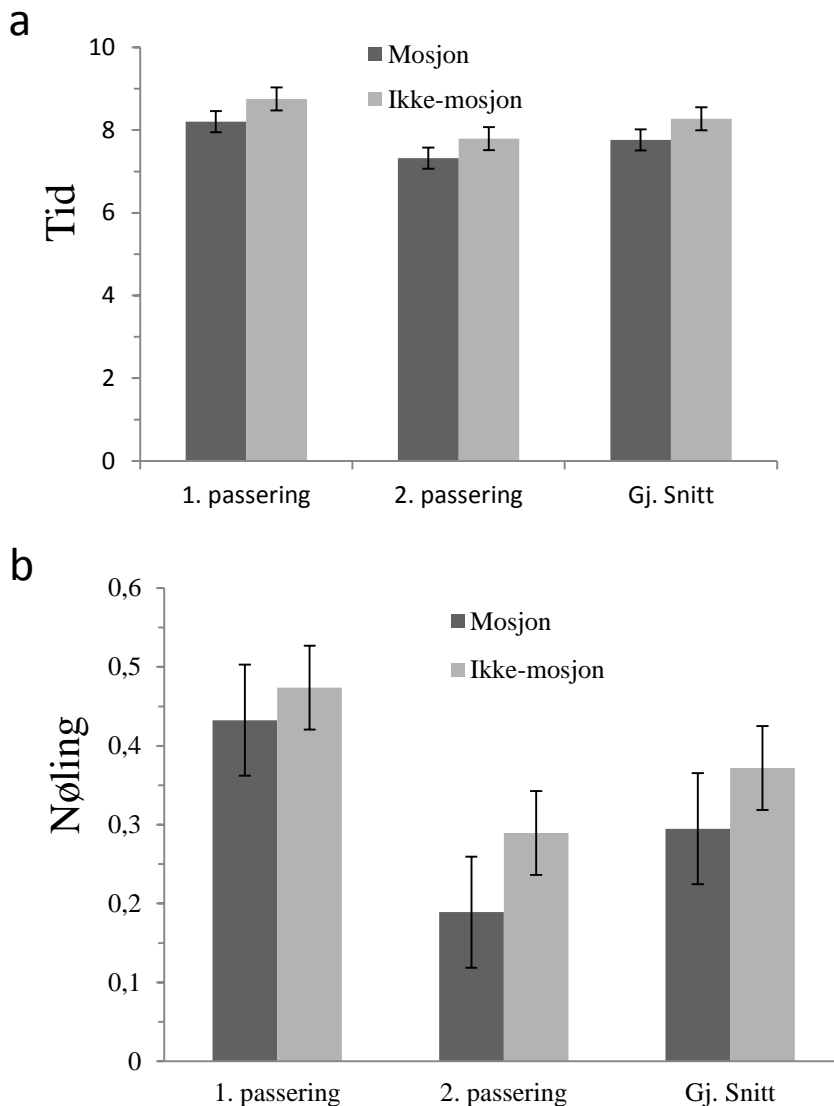 a
Mosjon
Ikke-mosjon
Tid
10
8
6
4
2
0
1. passering 2. passering Gj. Snitt
b
Mosjon
Ikke-mosjon
Nøling
0,6
0,5
0,4
0,3
0,2
0,1
0
1. passering 2. passering Gj. Snitt